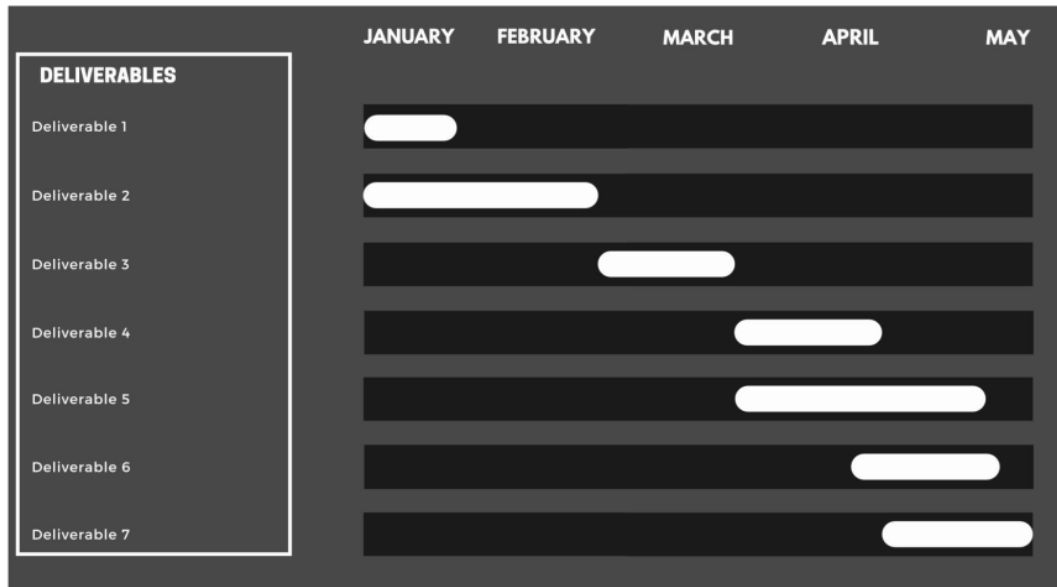 JANUARY FEBRUARY MARCH APRIL MAY
DELIVERABLES
Deliverable 1
Deliverable 2
Deliverable 3
Deliverable 4
Deliverable 5
Deliverable 6
Deliverable 7